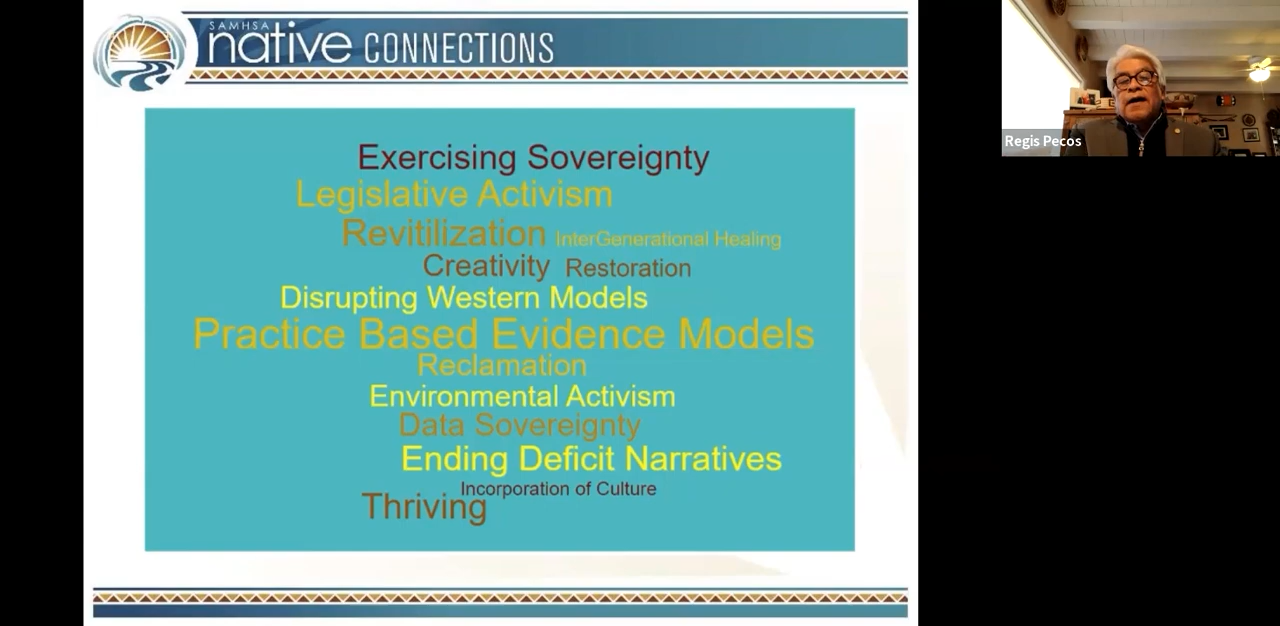 SAMHSA
native CONNECTIONS
Exercising Sovereignty
Legislative Activism
Revitilization InterGenerational Healing
Creativity Restoration
Disrupting Western Models
Practice Based Evidence Models
Reclamation
Environmental Activism
Data Sovereignty
Ending Deficit Narratives
Incorporation of Culture
Thriving
Regis Pecos